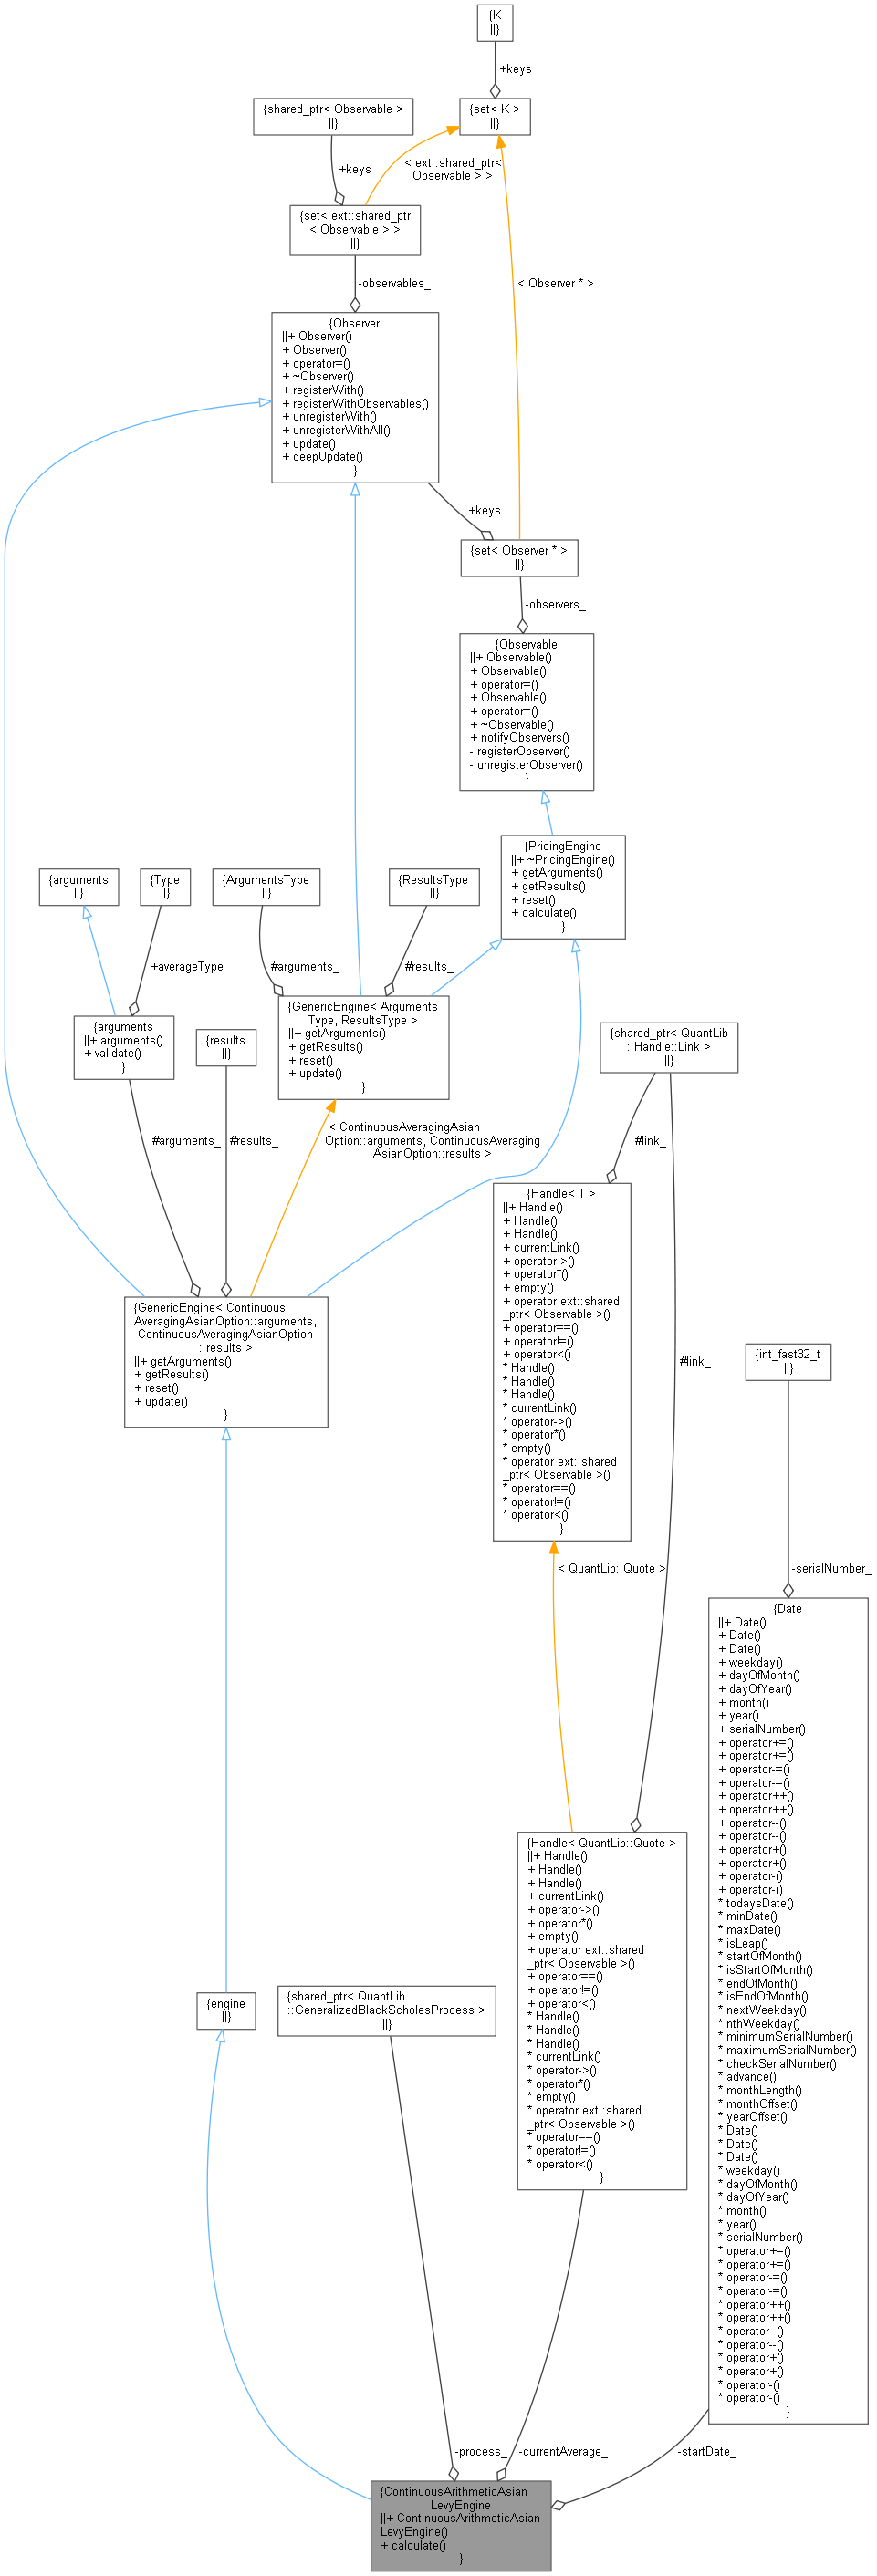 {K
||}
+keys
{shared_ptr< Observable >
||}
{set< K >
||}
+keys
< ext::shared_ptr<
Observable > >
{set< ext::shared_ptr
< Observable > >
||}
-observables_
< Observer * >
{Observer
||+ Observer()
+ Observer()
+ operator=()
+ ~Observer()
+ registerWith()
+ registerWithObservables()
+ unregisterWith()
+ unregisterWithAll()
+ update()
+ deepUpdate()
}
+keys
{set< Observer * >
||}
-observers_
{Observable
||+ Observable()
+ Observable()
+ operator=()
+ Observable()
+ operator=()
+ ~Observable()
+ notifyObservers()
- registerObserver()
- unregisterObserver()
}
{PricingEngine
||+ ~PricingEngine()
+ getArguments()
+ getResults()
+ reset()
+ calculate()
}
{arguments
||}
{Type
||}
{ArgumentsType
||}
{ResultsType
||}
+averageType
#arguments_
#results_
{arguments
||+ arguments()
+ validate()
}
{results
||}
{GenericEngine< Arguments
Type, ResultsType >
||+ getArguments()
+ getResults()
+ reset()
+ update()
}
{shared_ptr< QuantLib
::Handle::Link >
||}
#arguments_
#results_
< ContinuousAveragingAsian
Option::arguments, ContinuousAveraging
AsianOption::results >
#link_
{Handle< T >
||+ Handle()
+ Handle()
+ Handle()
+ currentLink()
+ operator->()
+ operator*()
+ empty()
+ operator ext::shared
_ptr< Observable >()
+ operator==()
+ operator!=()
+ operator<()
* Handle()
* Handle()
* Handle()
* currentLink()
* operator->()
* operator*()
* empty()
* operator ext::shared
_ptr< Observable >()
* operator==()
* operator!=()
* operator<()
}
#link_
{GenericEngine< Continuous
AveragingAsianOption::arguments,
ContinuousAveragingAsianOption
::results >
||+ getArguments()
+ getResults()
+ reset()
+ update()
}
{int_fast32_t
||}
< QuantLib::Quote >
-serialNumber_
{Date
||+ Date()
+ Date()
+ Date()
+ weekday()
+ dayOfMonth()
+ dayOfYear()
+ month()
+ year()
+ serialNumber()
+ operator+=()
+ operator+=()
+ operator-=()
+ operator-=()
+ operator++()
+ operator++()
+ operator--()
+ operator--()
+ operator+()
+ operator+()
+ operator-()
+ operator-()
* todaysDate()
* minDate()
* maxDate()
* isLeap()
* startOfMonth()
* isStartOfMonth()
* endOfMonth()
* isEndOfMonth()
* nextWeekday()
* nthWeekday()
* minimumSerialNumber()
* maximumSerialNumber()
* checkSerialNumber()
* advance()
* monthLength()
* monthOffset()
* yearOffset()
* Date()
* Date()
* Date()
* weekday()
* dayOfMonth()
* dayOfYear()
* month()
* year()
* serialNumber()
* operator+=()
* operator+=()
* operator-=()
* operator-=()
* operator++()
* operator++()
* operator--()
* operator--()
* operator+()
* operator+()
* operator-()
* operator-()
}
{Handle< QuantLib::Quote >
||+ Handle()
+ Handle()
+ Handle()
+ currentLink()
+ operator->()
+ operator*()
+ empty()
+ operator ext::shared
_ptr< Observable >()
+ operator==()
+ operator!=()
+ operator<()
* Handle()
* Handle()
* Handle()
* currentLink()
* operator->()
* operator*()
* empty()
* operator ext::shared
_ptr< Observable >()
* operator==()
* operator!=()
* operator<()
}
{engine
||}
{shared_ptr< QuantLib
::GeneralizedBlackScholesProcess >
||}
-process_
-currentAverage_
-startDate_
{ContinuousArithmeticAsian
LevyEngine
||+ ContinuousArithmeticAsian
LevyEngine()
+ calculate()
}